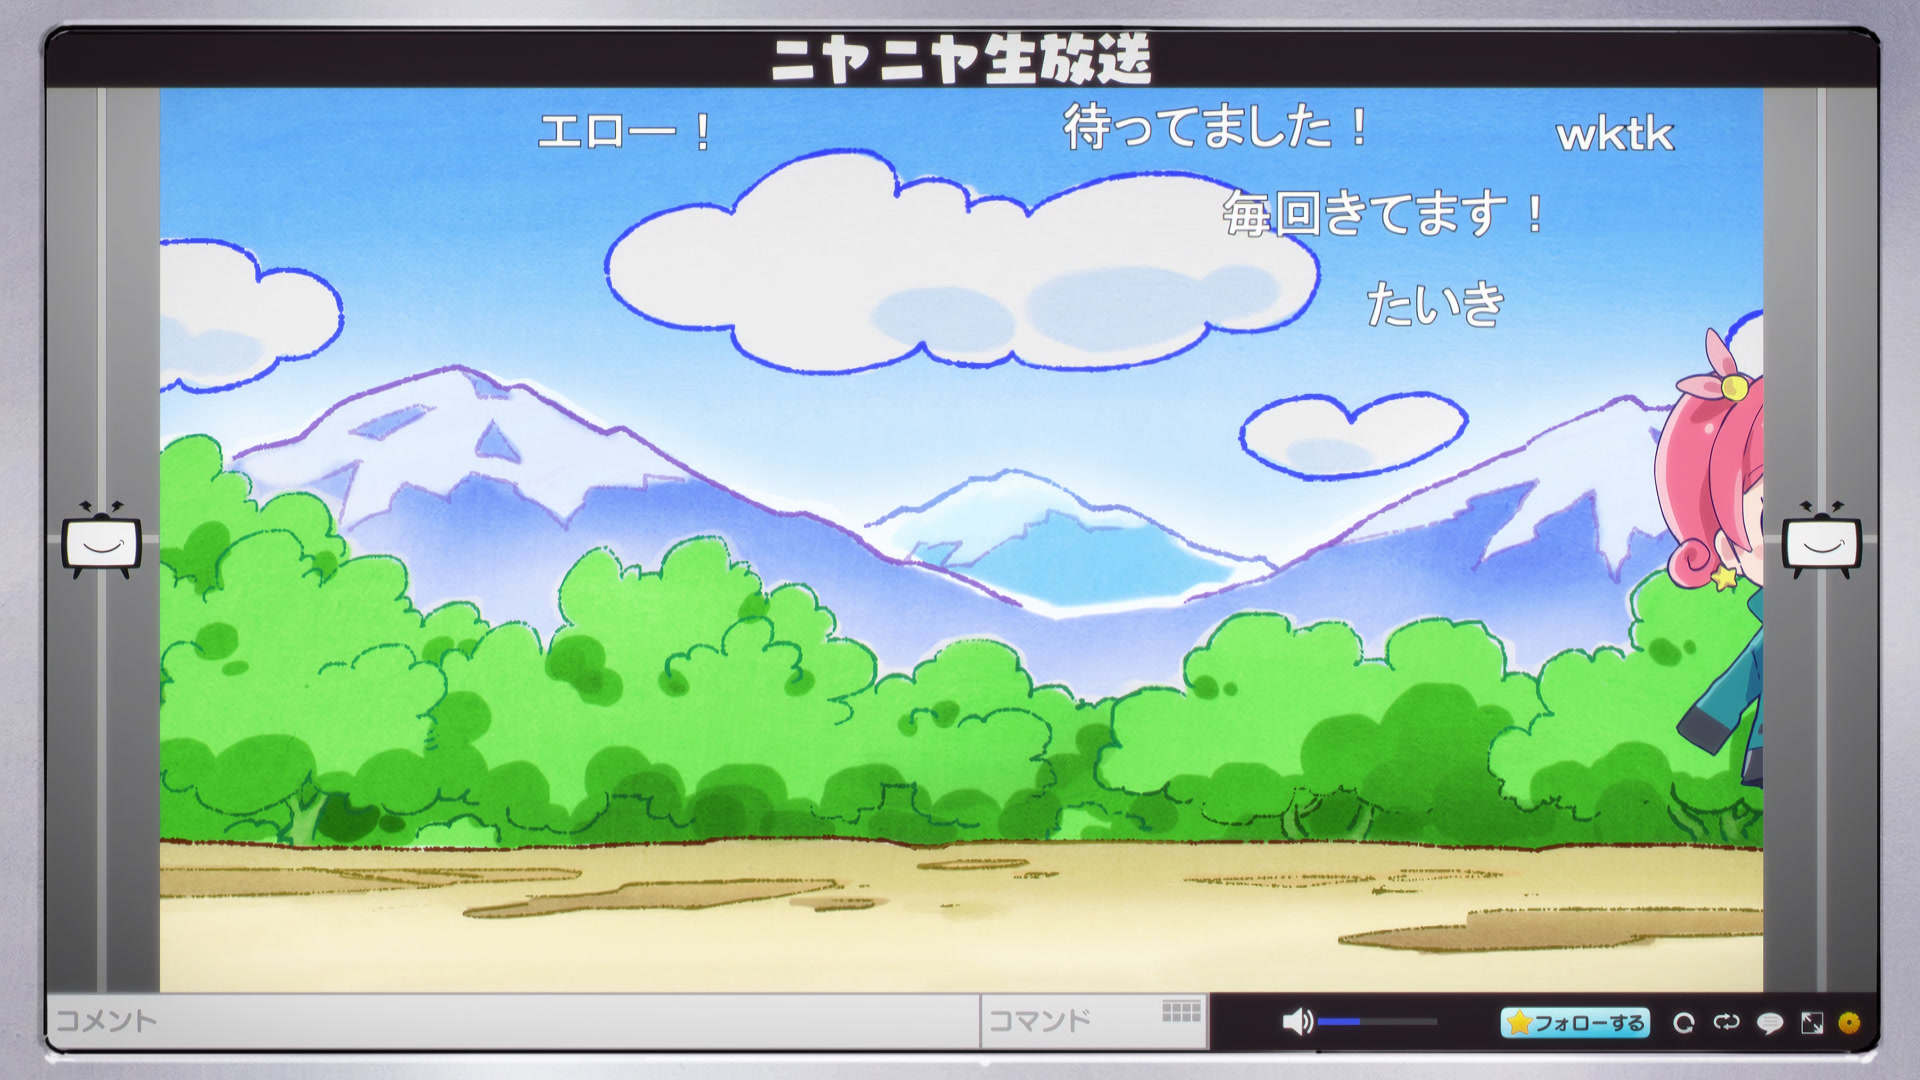 ニヤニヤ生放送
エロー！
待ってました！
wktk
毎回きてます！
たいき
コメント
コマンド
フォローする